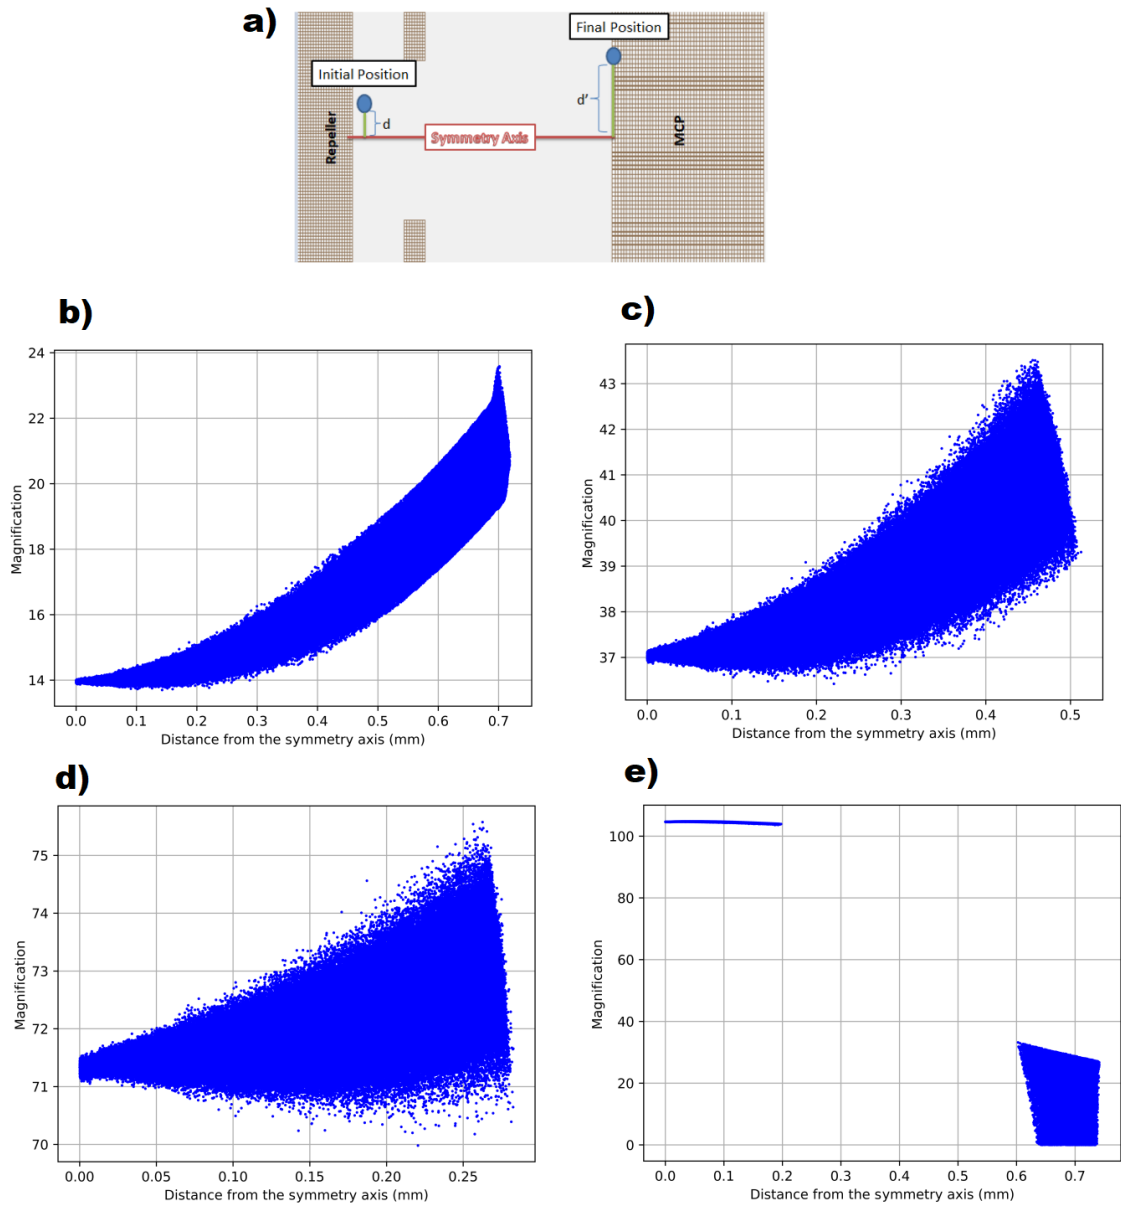 a)
Final Position
Initial Position
d'
d
Repeller
Symmetry Axis
MCP
b)
24
22
20
18
16
14
Magnification
0.0 0.1 0.2 0.3 0.4 0.5 0.6 0.7
Distance from the symmetry axis (mm)
c)
43
42
41
40
39
38
37
Magnification
0.0 0.1 0.2 0.3 0.4 0.5
Distance from the symmetry axis (mm)
d)
75
74
73
72
71
70
Magnification
0.00 0.05 0.10 0.15 0.20 0.25
Distance from the symmetry axis (mm)
e)
100
80
60
40
20
0
Magnification
0.0 0.1 0.2 0.3 0.4 0.5 0.6 0.7
Distance from the symmetry axis (mm)